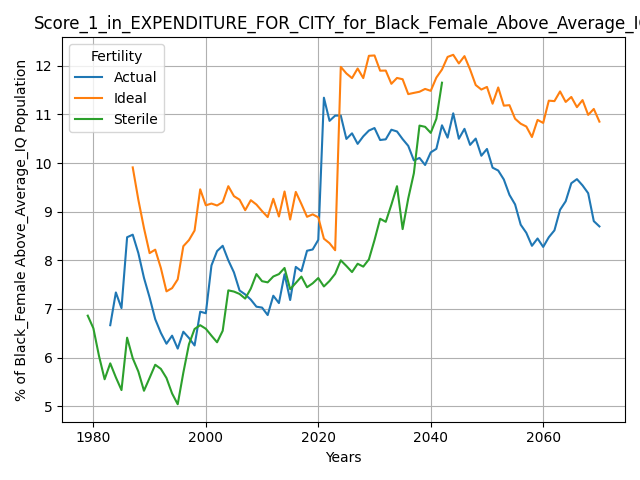 Score_1_in_EXPENDITURE_FOR_CITY_for_Black_Female_Above_Average_IQ
Fertility
Actual
Ideal
Sterile
% of Black_Female Above_Average_IQ Population
12
11
10
9
8
7
6
5
1980 2000 2020 2040 2060
Years